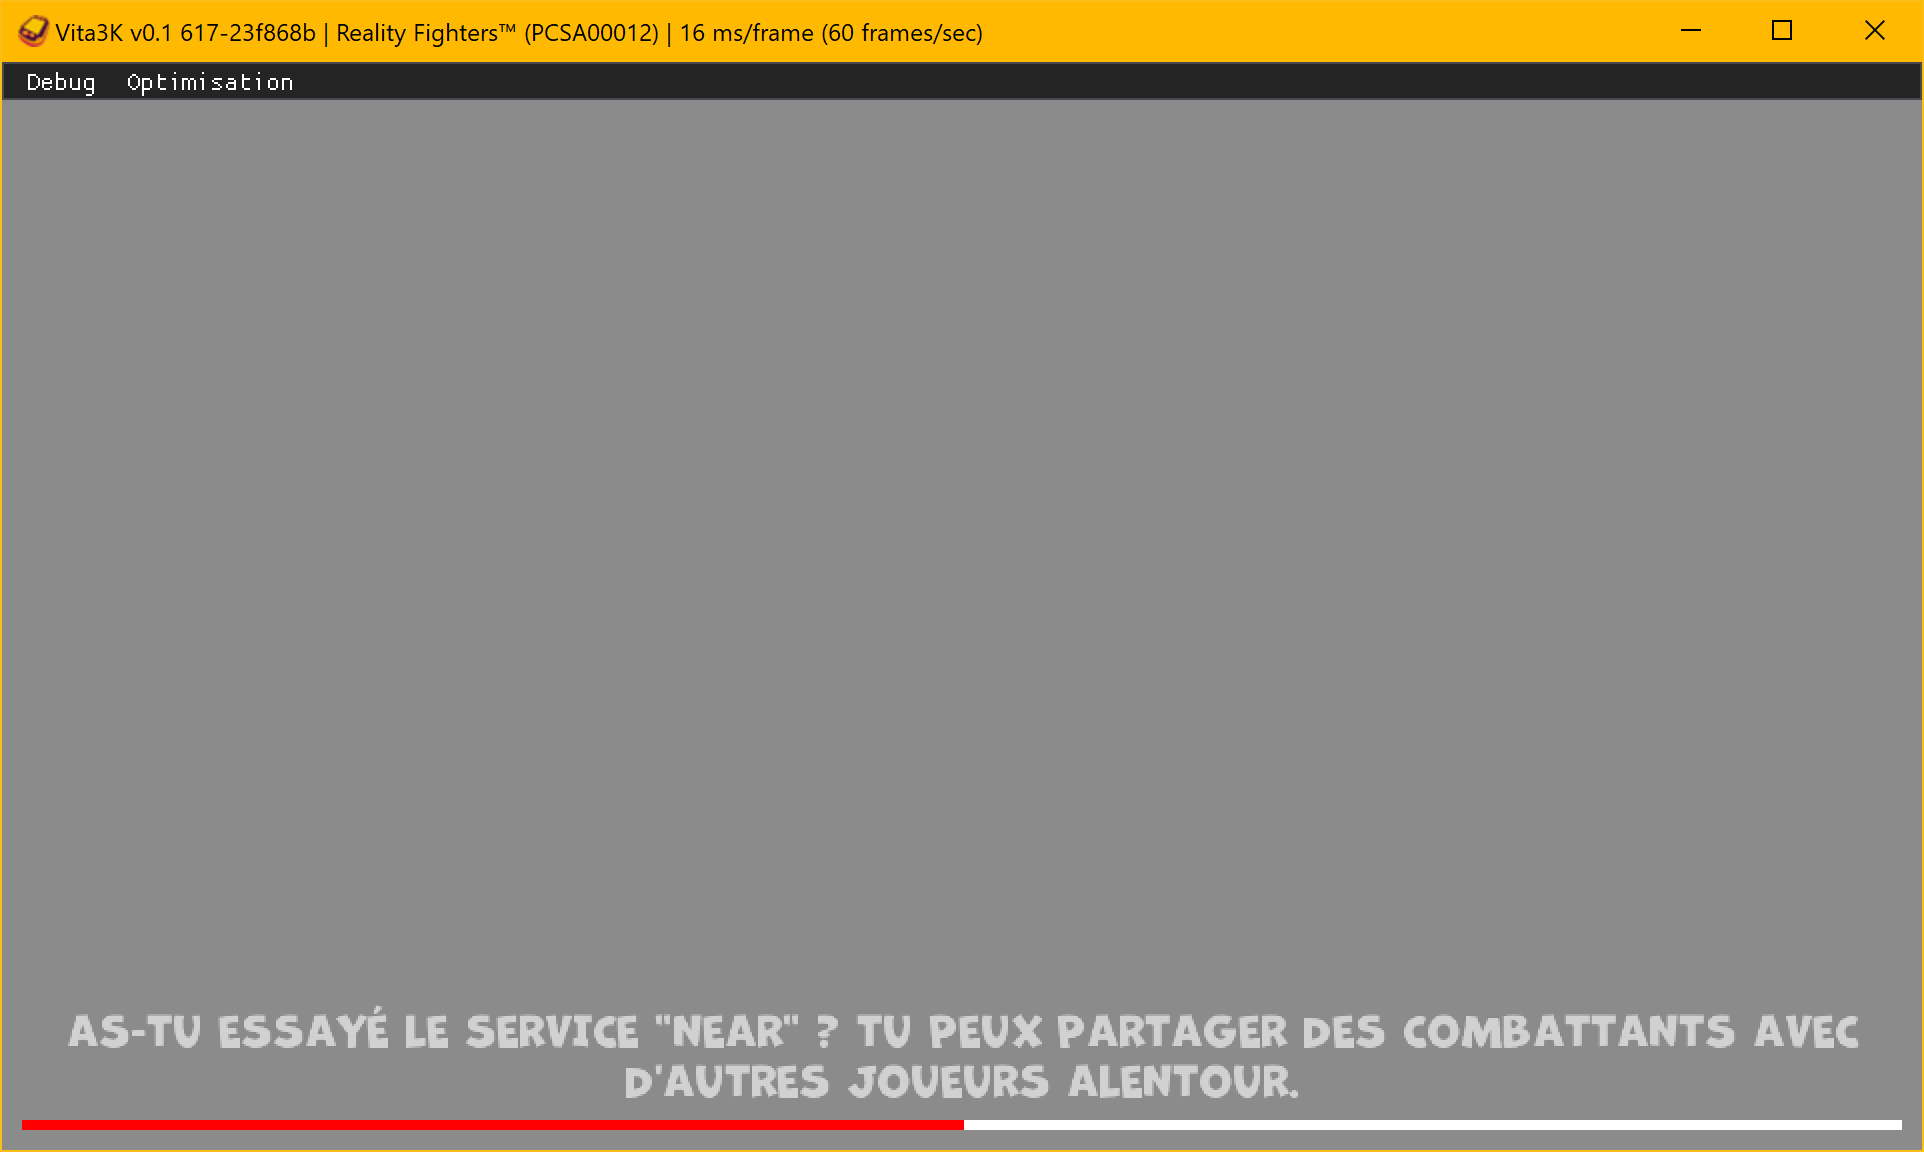 Vita3K v0.1 617-23f868b | Reality Fighters™ (PCSA00012) | 16 ms/frame (60 frames/sec)
Debug Optimisation
AS-TU ESSAYÉ LE SERVICE "NEAR" ? TU PEUX PARTAGER DES COMBATTANTS AVEC
D'AUTRES JOUEURS ALENTOUR.